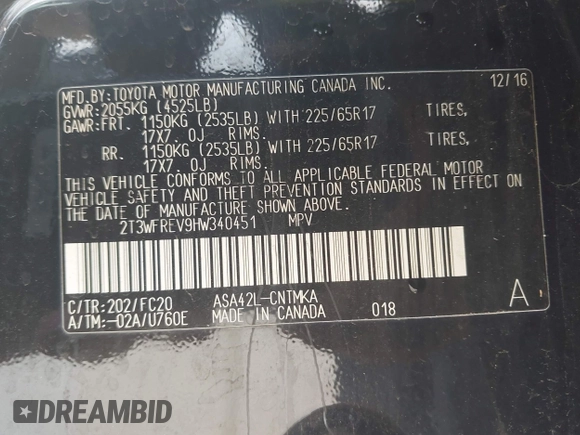 MFD.BY:TOYOTA MOTOR MANUFACTURING CANADA INC. 12/16
GVWR:2055KG (4525LB)
GAWR:FRT. 1150KG (2535LB) WITH 225/65R17 TIRES,
17X7. 0J RIMS.
RR. 1150KG (2535LB) WITH 225/65R17 TIRES,
17X7. 0J RIMS.
THIS VEHICLE CONFORMS TO ALL APPLICABLE FEDERAL MOTOR
VEHICLE SAFETY AND THEFT PREVENTION STANDARDS IN EFFECT ON
THE DATE OF MANUFACTURE SHOWN ABOVE.
2T3WFREV9HW340451 MPV
C/TR:202/FC20 ASA42L-CNTMKA 018 A
A/TM:-02A/U760E MADE IN CANADA
DREAMBID